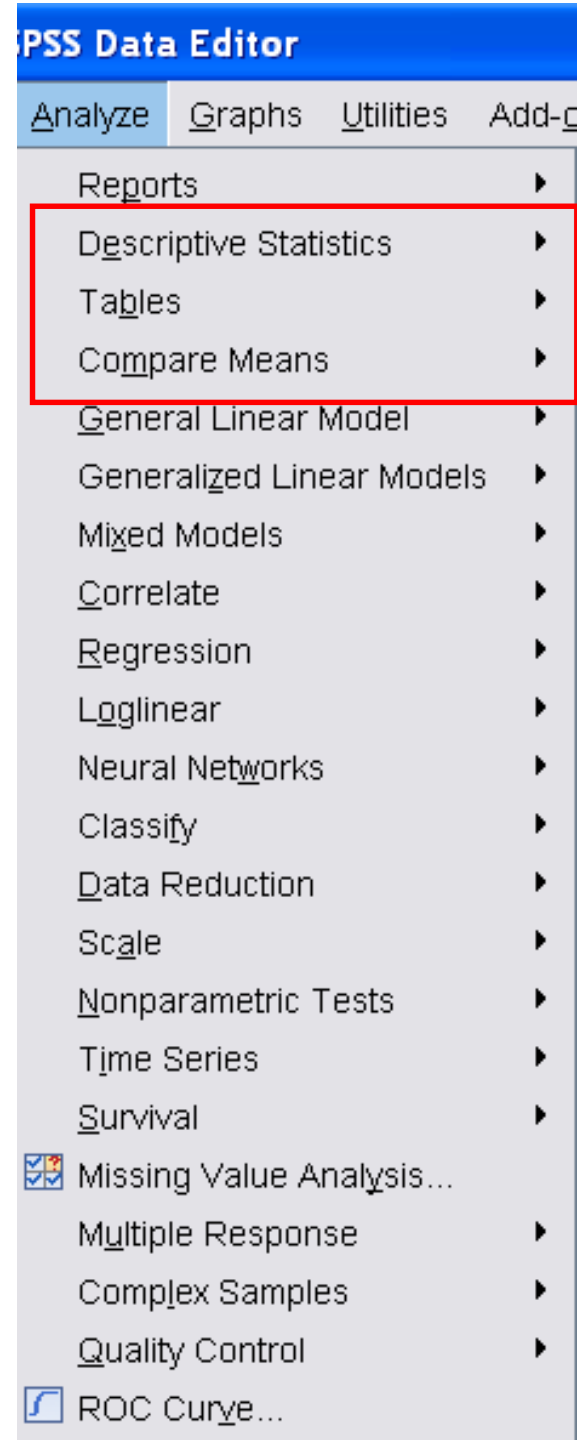 SPSS Data Editor
Analyze Graphs Utilities Add-o
Reports
Descriptive Statistics
Tables
Compare Means
General Linear Model
Generalized Linear Models
Mixed Models
Correlate
Regression
Loglinear
Neural Networks
Classify
Data Reduction
Scale
Nonparametric Tests
Time Series
Survival
Missing Value Analysis...
Multiple Response
Complex Samples
Quality Control
ROC Curve...